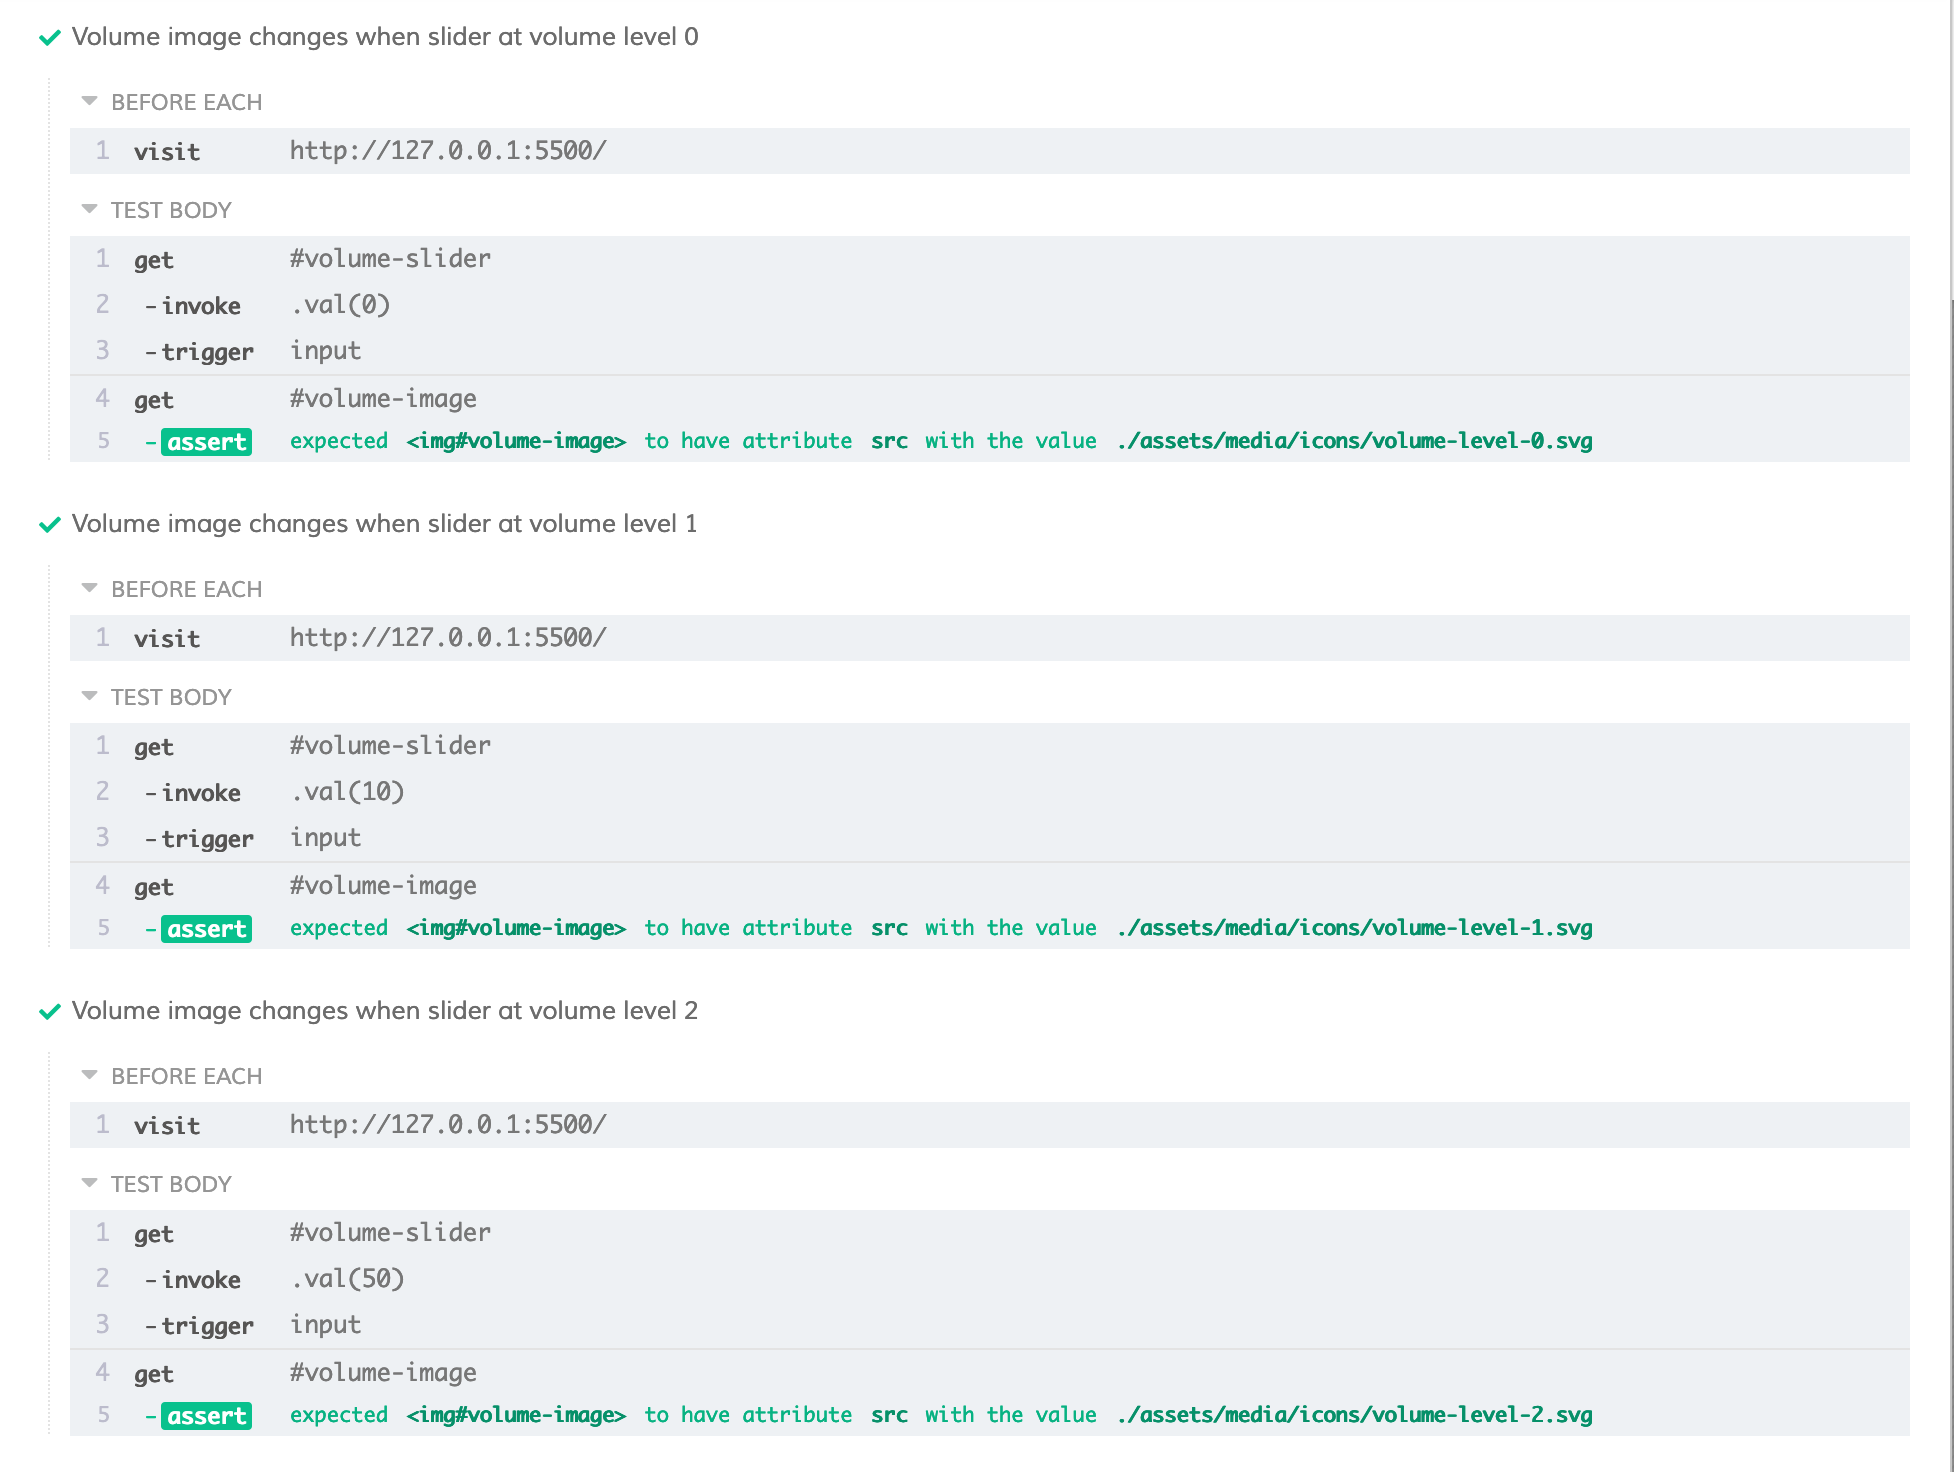 Volume image changes when slider at volume level 0
BEFORE EACH
1 visit http://127.0.0.1:5500/
TEST BODY
1 get #volume-slider
2 -invoke .val(0)
3 -trigger input
4 get #volume-image
5 -assert expected <img#volume-image> to have attribute src with the value ./assets/media/icons/volume-level-0.svg
Volume image changes when slider at volume level 1
BEFORE EACH
1 visit http://127.0.0.1:5500/
TEST BODY
1 get #volume-slider
2 -invoke .val(10)
3 -trigger input
4 get #volume-image
5 -assert expected <img#volume-image> to have attribute src with the value ./assets/media/icons/volume-level-1.svg
Volume image changes when slider at volume level 2
BEFORE EACH
1 visit http://127.0.0.1:5500/
TEST BODY
1 get #volume-slider
2 -invoke .val(50)
3 -trigger input
4 get #volume-image
5 -assert expected <img#volume-image> to have attribute src with the value ./assets/media/icons/volume-level-2.svg